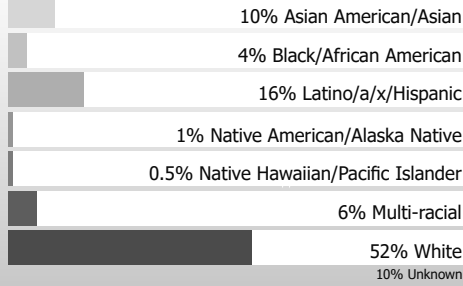 10% Asian American/Asian
4% Black/African American
16% Latino/a/x/Hispanic
1% Native American/Alaska Native
0.5% Native Hawaiian/Pacific Islander
6% Multi-racial
52% White
10% Unknown